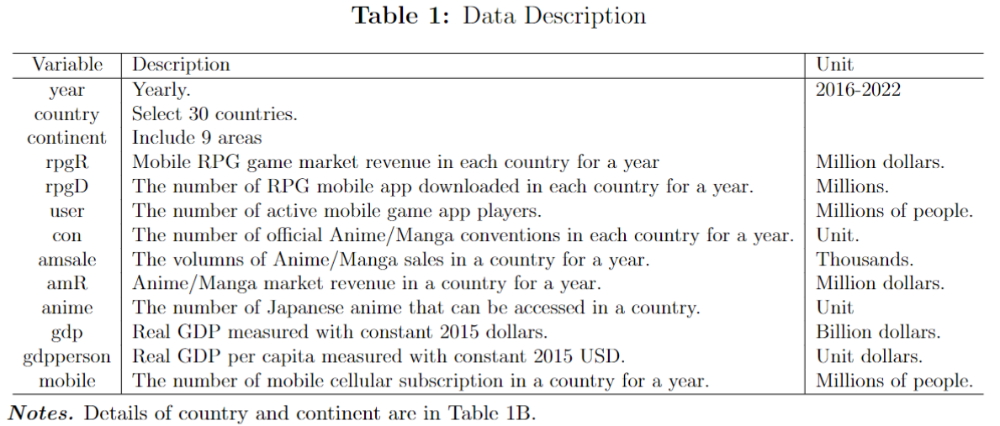 Table 1: Data Description
Variable Description Unit
year Yearly. 2016-2022
country Select 30 countries.
continent Include 9 areas
rpgR Mobile RPG game market revenue in each country for a year Million dollars.
rpgD The number of RPG mobile app downloaded in each country for a year. Millions.
user The number of active mobile game app players. Millions of people.
con The number of official Anime/Manga conventions in each country for a year. Unit.
amsale The volumns of Anime/Manga sales in a country for a year. Thousands.
amR Anime/Manga market revenue in a country for a year. Million dollars.
anime The number of Japanese anime that can be accessed in a country. Unit
gdp Real GDP measured with constant 2015 dollars. Billion dollars.
gdpperson Real GDP per capita measured with constant 2015 USD. Unit dollars.
mobile The number of mobile cellular subscription in a country for a year. Millions of people.
Notes. Details of country and continent are in Table 1B.